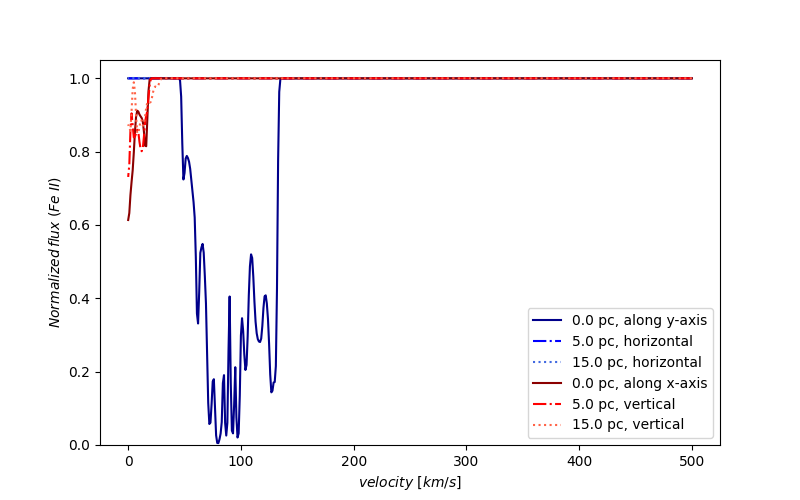 1.0
0.8
0.6
0.4
0.2
0.0
Normalized flux (Fe II)
0.0 pc, along y-axis
5.0 pc, horizontal
15.0 pc, horizontal
0.0 pc, along x-axis
5.0 pc, vertical
15.0 pc, vertical
0 100 200 300 400 500
velocity [km/s]